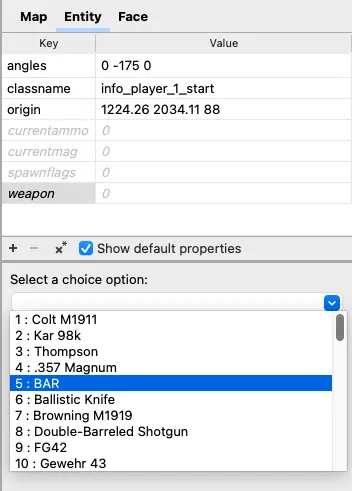 Map Entity Face
Key Value
angles 0 -175 0
classname info_player_1_start
origin 1224.26 2034.11 88
currentammo 0
currentmag 0
spawnflags 0
weapon 0
+ − x* Show default properties
Select a choice option:
1 : Colt M1911
2 : Kar 98k
3 : Thompson
4 : .357 Magnum
5 : BAR
6 : Ballistic Knife
7 : Browning M1919
8 : Double-Barreled Shotgun
9 : FG42
10 : Gewehr 43